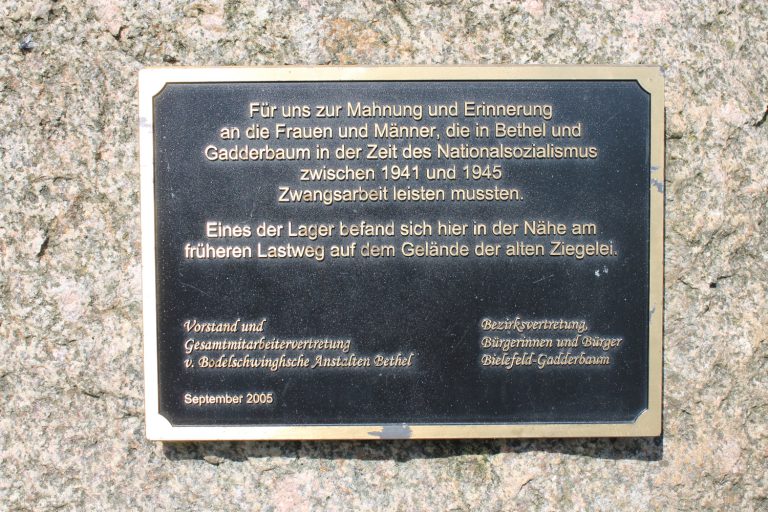 Für uns zur Mahnung und Erinnerung
an die Frauen und Männer, die in Bethel und
Gadderbaum in der Zeit des Nationalsozialismus
zwischen 1941 und 1945
Zwangsarbeit leisten mussten.
Eines der Lager befand sich hier in der Nähe am
früheren Lastweg auf dem Gelände der alten Ziegelei.
Vorstand und
Gesamtmitarbeitervertretung
v. Bodelschwinghsche Anstalten Bethel
September 2005
Bezirksvertretung,
Bürgerinnen und Bürger
Bielefeld-Gadderbaum